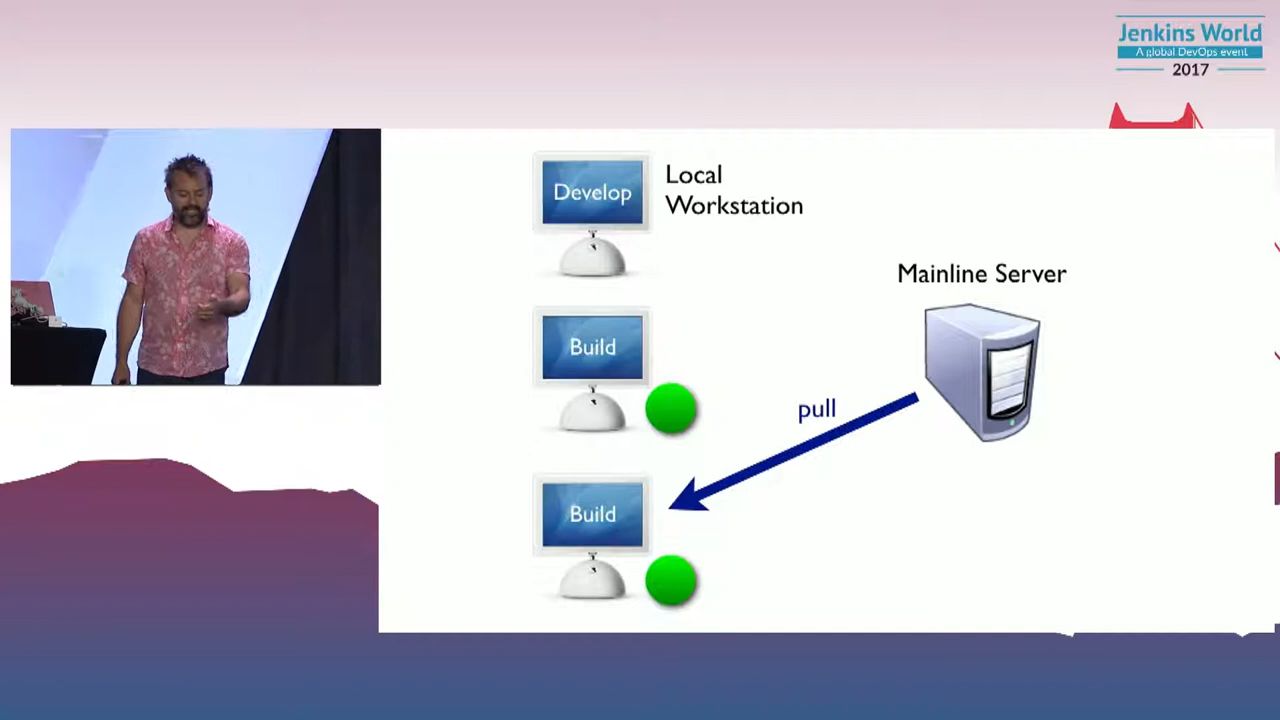 Jenkins World
A global DevOps event
2017
Develop
Local
Workstation
Mainline Server
Build
pull
Build